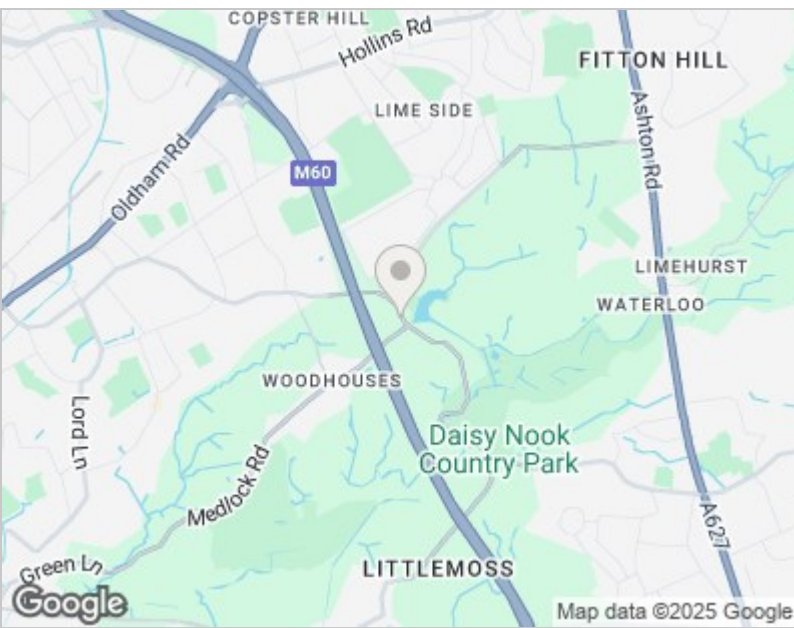 COPSTER HILL
Hollins Rd
FITTON HILL
LIME SIDE
Ashton Rd
Oldham Rd
M60
LIMEHURST
WATERLOO
WOODHOUSES
Lord Ln
Daisy Nook
Country Park
Medlock Rd
A627
Green Ln
LITTLEMOSS
Google
Map data ©2025 Google